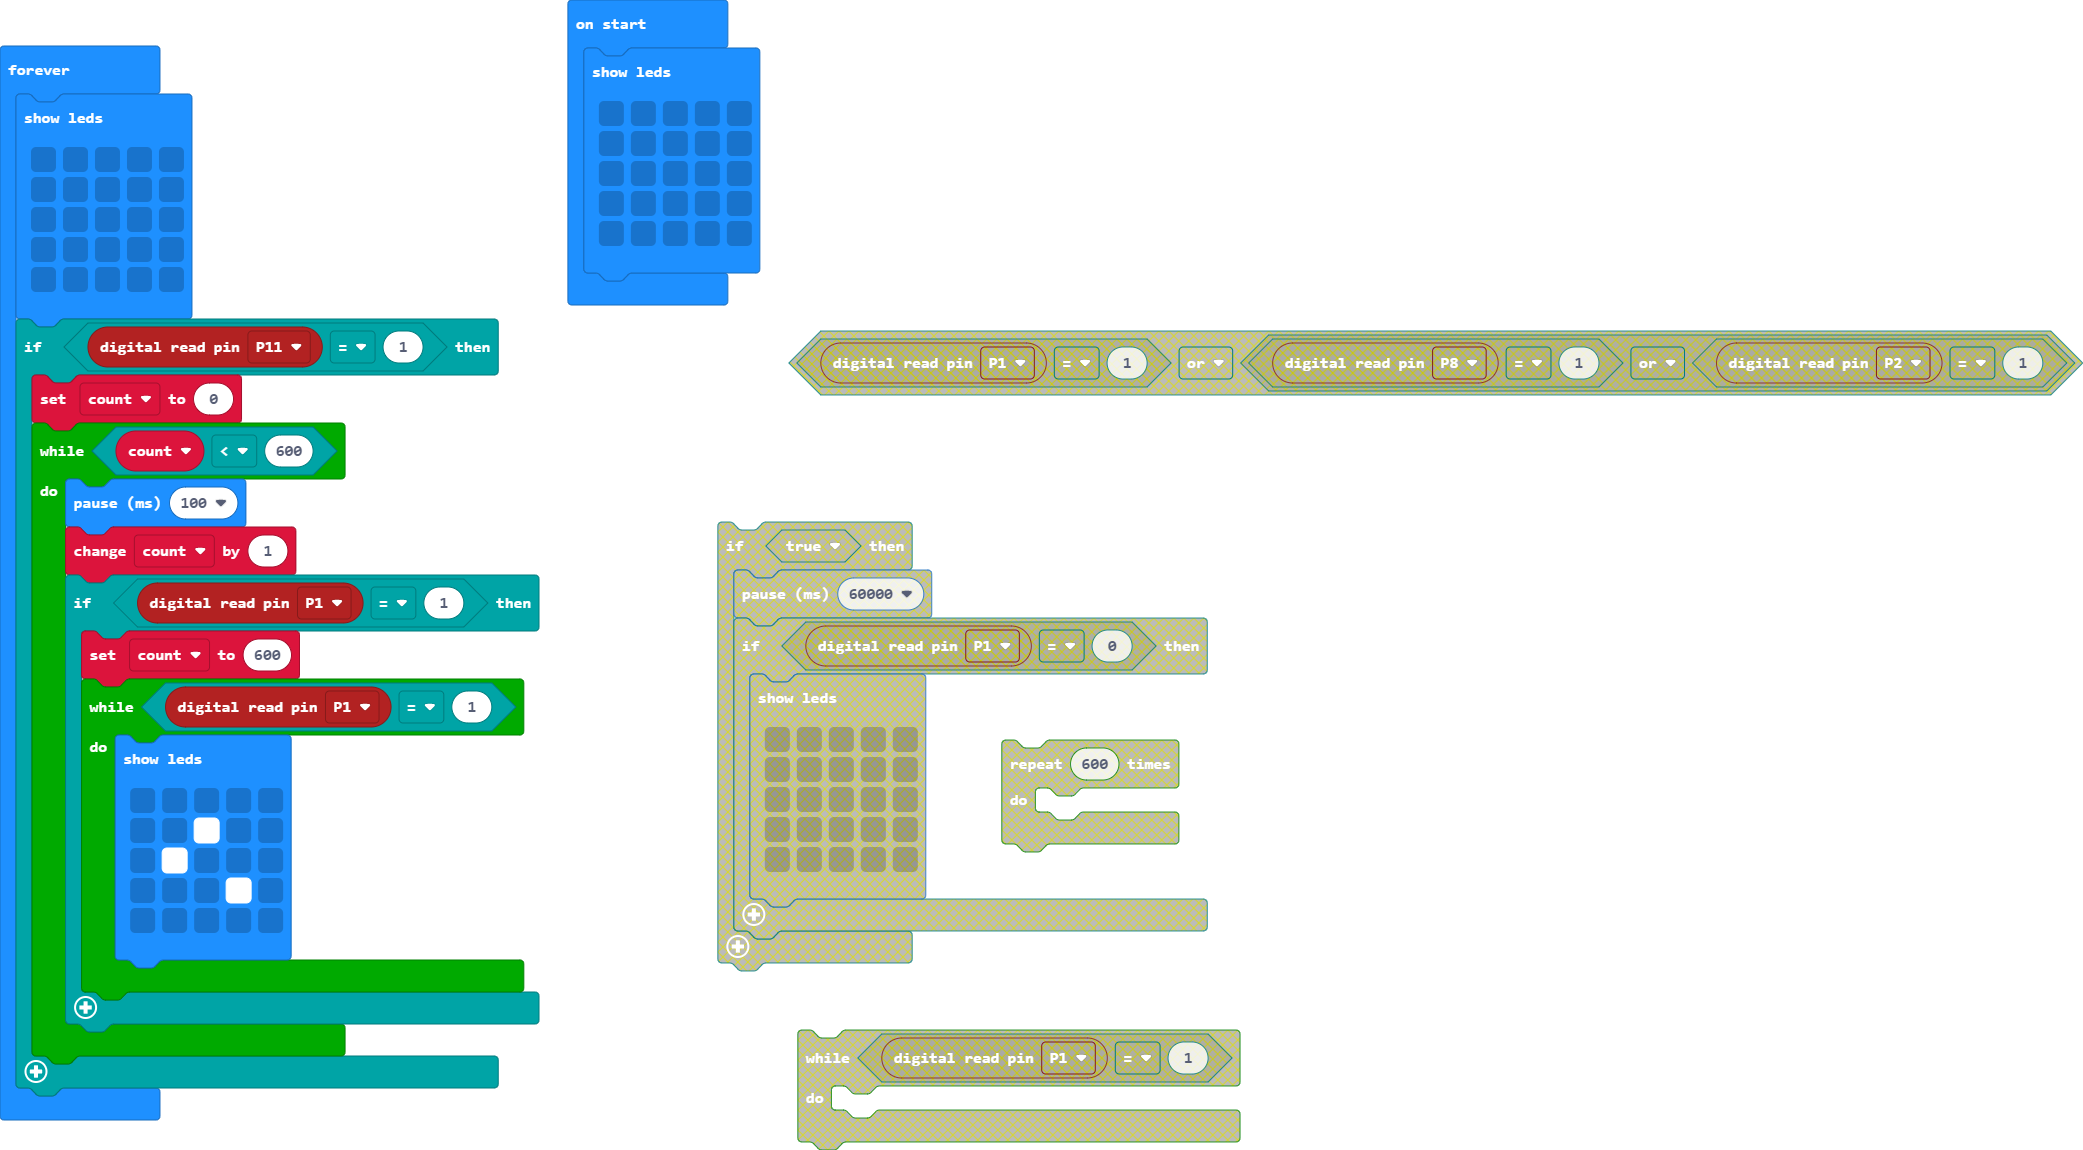 forever
show leds
if digital read pin P11 = 1 then
set count to 0
while count < 600
do
pause (ms) 100
change count by 1
if digital read pin P1 = 1 then
set count to 600
while digital read pin P1 = 1
do
show leds
on start
show leds
digital read pin P1 = 1 or digital read pin P8 = 1 or digital read pin P2 = 1
if true then
pause (ms) 60000
if digital read pin P1 = 0 then
show leds
repeat 600 times
do
while digital read pin P1 = 1
do